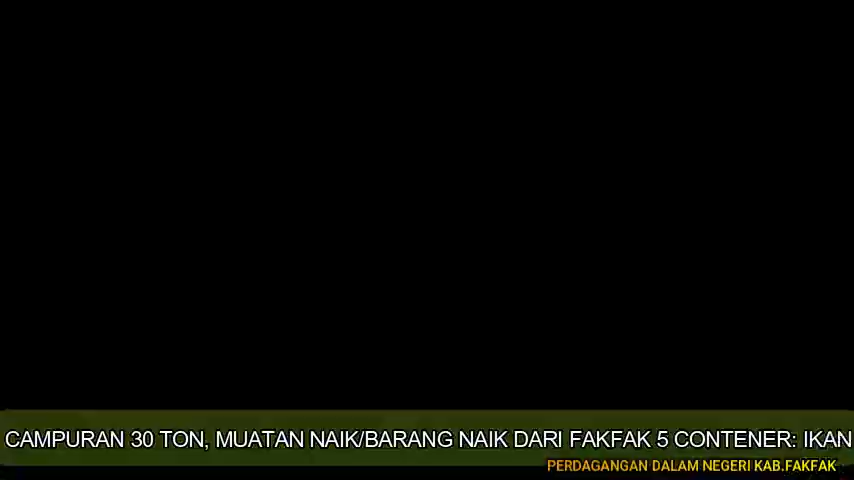 CAMPURAN 30 TON, MUATAN NAIK/BARANG NAIK DARI FAKFAK 5 CONTENER: IKAN
PERDAGANGAN DALAM NEGERI KAB.FAKFAK